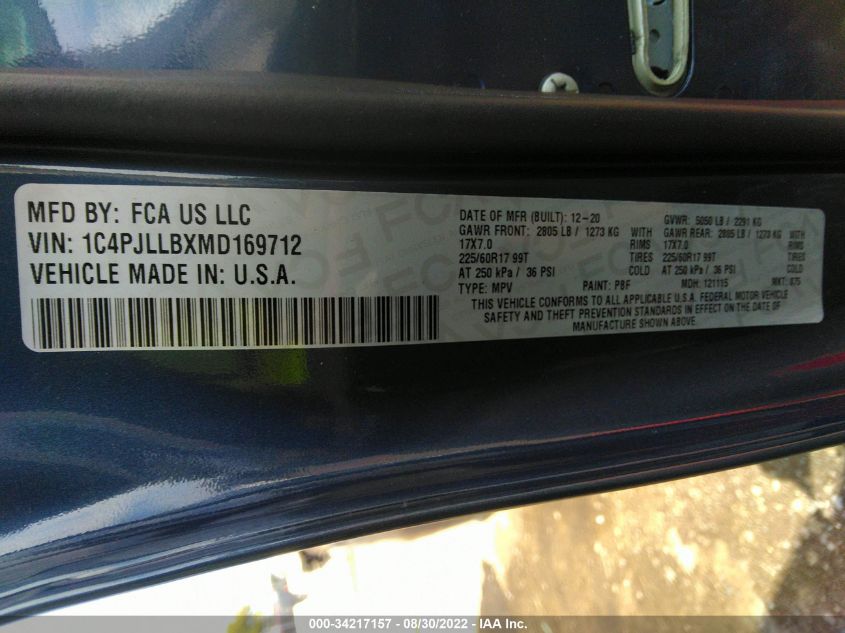 MFD BY: FCA US LLC
VIN: 1C4PJLLBXMD169712
VEHICLE MADE IN: U.S.A.
DATE OF MFR (BUILT): 12-20 GVWR: 5050 LB / 2291 KG
GAWR FRONT: 2805 LB / 1273 KG GAWR REAR: 2805 LB / 1273 KG WITH
17X7.0 RIMS 17X7.0 RIMS
225/60R17 99T TIRES 225/60R17 99T TIRES
AT 250 kPa / 36 PSI COLD AT 250 kPa / 36 PSI COLD
TYPE: MPV PAINT: PBF MDH: 121115 MKT: 875
THIS VEHICLE CONFORMS TO ALL APPLICABLE U.S.A. FEDERAL MOTOR VEHICLE
SAFETY AND THEFT PREVENTION STANDARDS IN EFFECT ON THE DATE OF
MANUFACTURE SHOWN ABOVE.
000-34217157 - 08/30/2022 - IAA Inc.